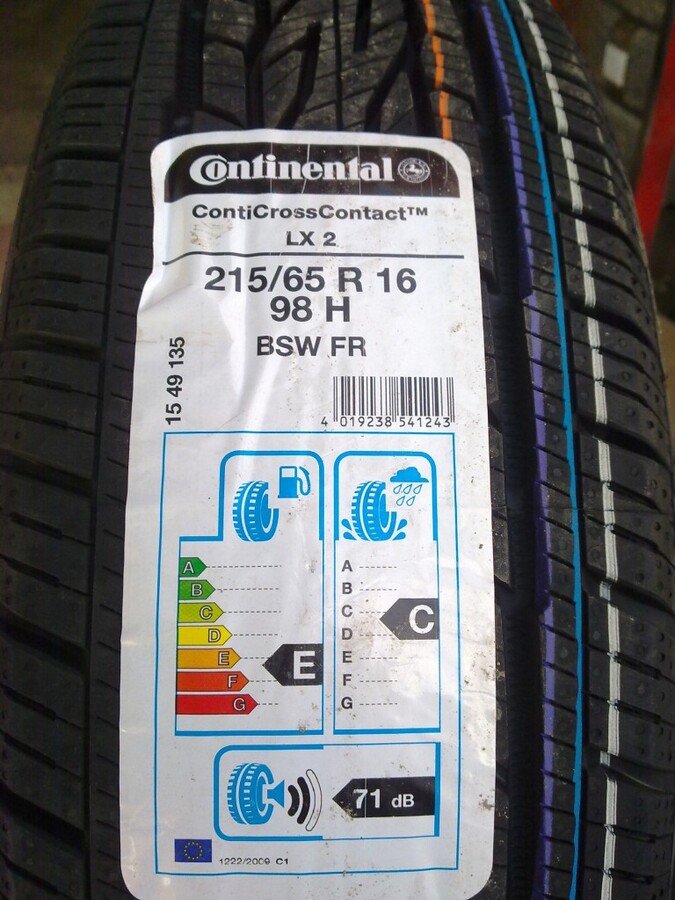 Continental
ContiCrossContact™
LX 2
215/65 R 16
98 H
BSW FR
15 49 135
4 019238 541243
A
B
C
D
E
F
G
E
A
B
C
D
E
F
G
C
71 dB
1222/2009 C1